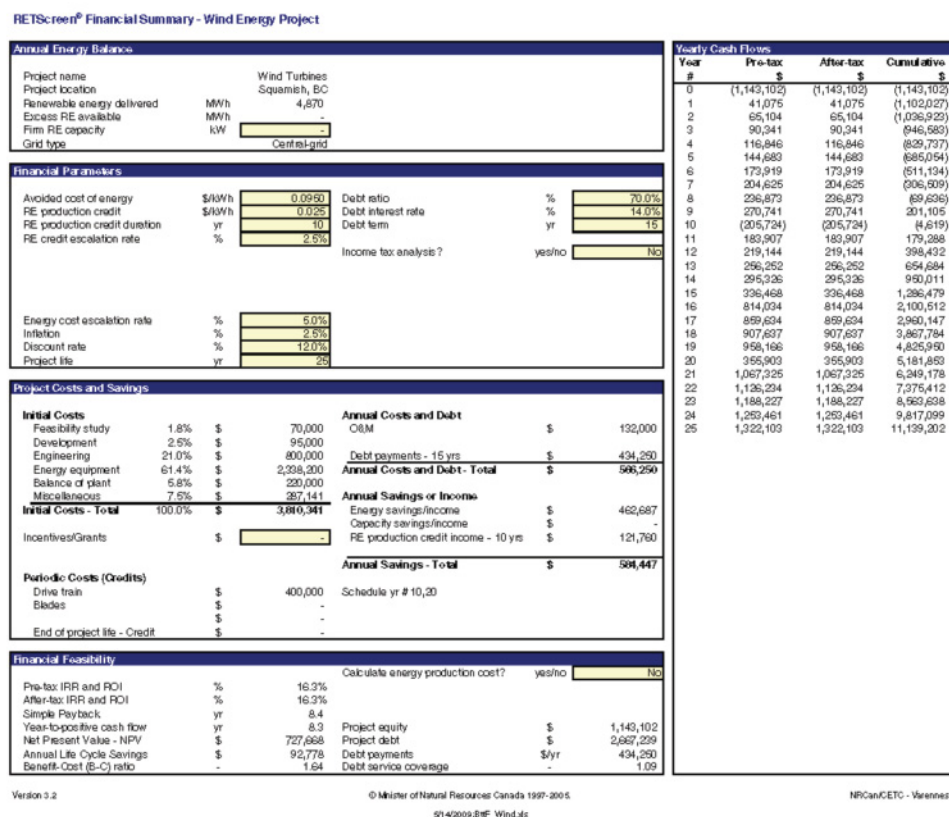 RETScreen® Financial Summary - Wind Energy Project
Annual Energy Balance
Project name Wind Turbines
Project location Squamish, BC
Renewable energy delivered MWh 4,870
Excess RE available MWh -
Firm RE capacity kW -
Grid type Central-grid
Financial Parameters
Avoided cost of energy $/kWh 0.0950 Debt ratio % 70.0%
RE production credit $/kWh 0.025 Debt interest rate % 14.0%
RE production credit duration yr 10 Debt term yr 15
RE credit escalation rate % 2.5%
Income tax analysis? yes/no No
Energy cost escalation rate % 5.0%
Inflation % 2.5%
Discount rate % 12.0%
Project life yr 25
Project Costs and Savings
Initial Costs
Feasibility study 1.8% $ 70,000
Development 2.5% $ 95,000
Engineering 21.0% $ 800,000
Energy equipment 61.4% $ 2,338,200
Balance of plant 5.8% $ 220,000
Miscellaneous 7.5% $ 287,141
Initial Costs - Total 100.0% $ 3,810,341
Incentives/Grants $ -
Periodic Costs (Credits)
Drive train $ 400,000 Schedule yr # 10,20
Blades $ -
$ -
End of project life - Credit $ -
Annual Costs and Debt
O&M $ 132,000
Debt payments - 15 yrs $ 434,250
Annual Costs and Debt - Total $ 566,250
Annual Savings or Income
Energy savings/income $ 462,687
Capacity savings/income $ -
RE production credit income - 10 yrs $ 121,760
Annual Savings - Total $ 584,447
Financial Feasibility
Calculate energy production cost? yes/no No
Pre-tax IRR and ROI % 16.3%
After-tax IRR and ROI % 16.3%
Simple Payback yr 8.4
Year-to-positive cash flow yr 8.3 Project equity $ 1,143,102
Net Present Value - NPV $ 727,668 Project debt $ 2,667,239
Annual Life Cycle Savings $ 92,778 Debt payments $/yr 434,250
Benefit-Cost (B-C) ratio - 1.64 Debt service coverage - 1.09
Yearly Cash Flows
Year Pre-tax After-tax Cumulative
# $ $ $
0 (1,143,102) (1,143,102) (1,143,102)
1 41,075 41,075 (1,102,027)
2 65,104 65,104 (1,036,923)
3 90,341 90,341 (946,583)
4 116,846 116,846 (829,737)
5 144,683 144,683 (685,054)
6 173,919 173,919 (511,134)
7 204,625 204,625 (306,509)
8 236,873 236,873 (69,636)
9 270,741 270,741 201,105
10 (205,724) (205,724) (4,619)
11 183,907 183,907 179,288
12 219,144 219,144 398,432
13 256,252 256,252 654,684
14 295,326 295,326 950,011
15 336,468 336,468 1,286,479
16 814,034 814,034 2,100,512
17 859,634 859,634 2,960,147
18 907,637 907,637 3,867,784
19 958,166 958,166 4,825,950
20 355,903 355,903 5,181,853
21 1,067,325 1,067,325 6,249,178
22 1,126,234 1,126,234 7,375,412
23 1,188,227 1,188,227 8,563,638
24 1,253,461 1,253,461 9,817,099
25 1,322,103 1,322,103 11,139,202
Version 3.2 © Minister of Natural Resources Canada 1997-2005. NRCan/CETC - Varennes
5/14/2009;